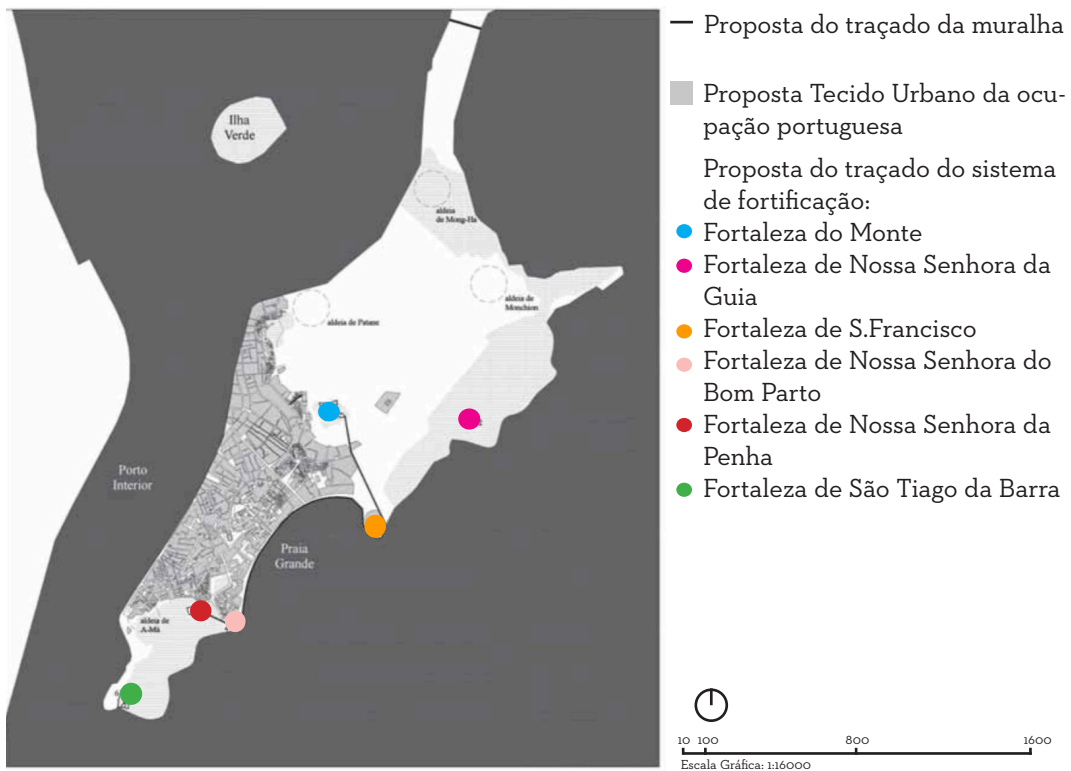 Ilha
Verde
aldeia
de Mong-Ha
aldeia de
Monchion
aldeia de Patane
Porto
Interior
Praia
Grande
aldeia de
A-Má
Proposta do traçado da muralha
Proposta Tecido Urbano da ocu-
pação portuguesa
Proposta do traçado do sistema
de fortificação:
Fortaleza do Monte
Fortaleza de Nossa Senhora da
Guia
Fortaleza de S.Francisco
Fortaleza de Nossa Senhora do
Bom Parto
Fortaleza de Nossa Senhora da
Penha
Fortaleza de São Tiago da Barra
10 100 800 1600
Escala Gráfica: 1:16000